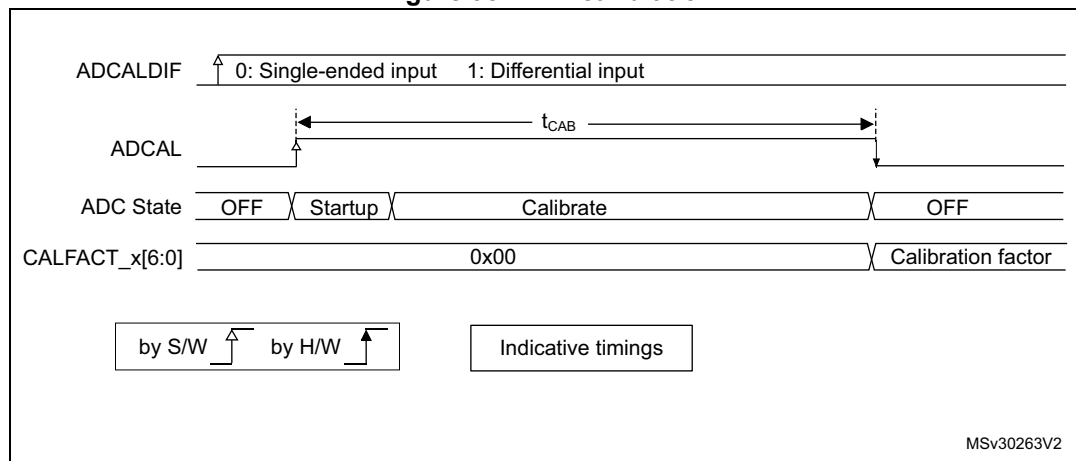 ADCALDIF 0: Single-ended input 1: Differential input
tCAB
ADCAL
ADC State OFF Startup Calibrate OFF
CALFACT_x[6:0] 0x00 Calibration factor
by S/W by H/W Indicative timings
MSv30263V2